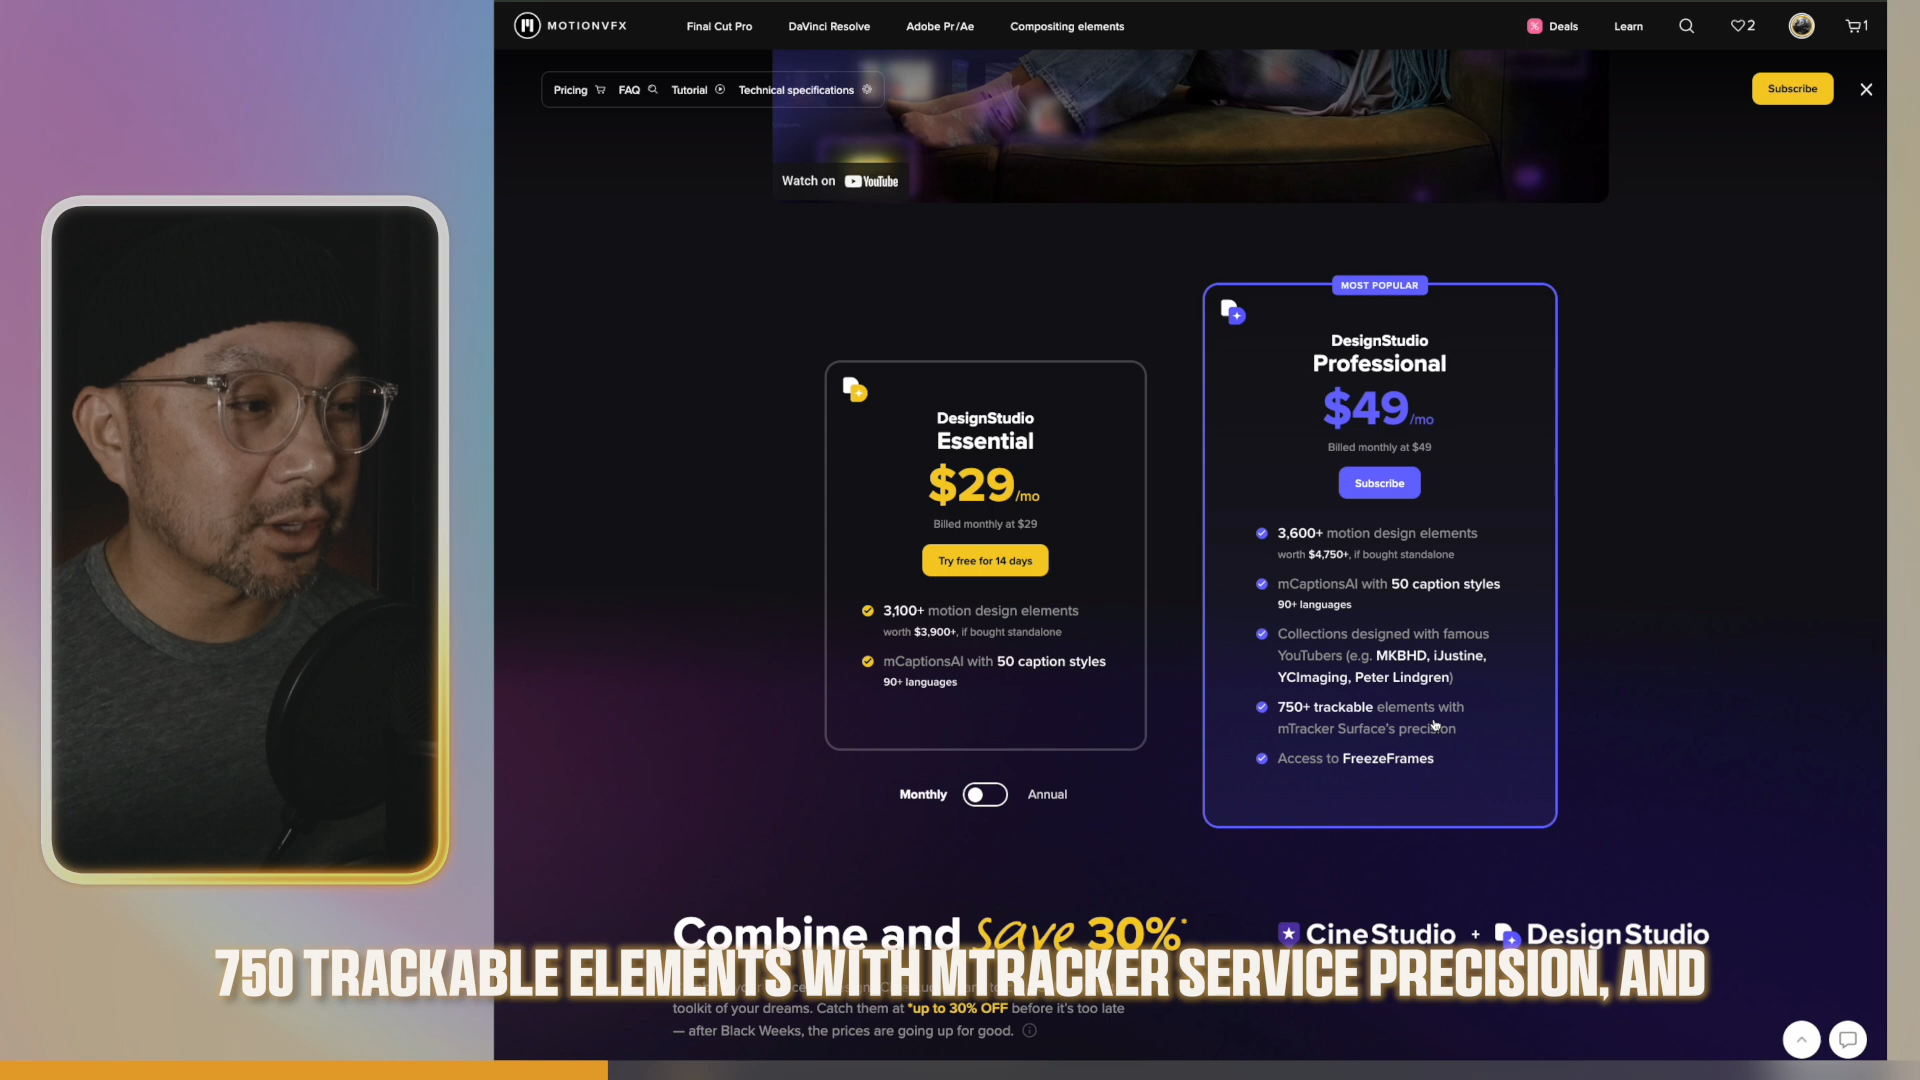 MOTIONVFX
Final Cut Pro
DaVinci Resolve
Adobe Pr/Ae
Compositing elements
Deals
Learn
2
1
Pricing
FAQ
Tutorial
Technical specifications
Subscribe
Watch on YouTube
MOST POPULAR
DesignStudio
Essential
$29/mo
Billed monthly at $29
Try free for 14 days
3,100+ motion design elements
worth $3,900+, if bought standalone
mCaptionsAI with 50 caption styles
90+ languages
Monthly
Annual
DesignStudio
Professional
$49/mo
Billed monthly at $49
Subscribe
3,600+ motion design elements
worth $4,750+, if bought standalone
mCaptionsAI with 50 caption styles
90+ languages
Collections designed with famous
YouTubers (e.g. MKBHD, iJustine,
YCImaging, Peter Lindgren)
750+ trackable elements with
mTracker Surface's precision
Access to FreezeFrames
Combine and save 30%*
CineStudio + DesignStudio
750 TRACKABLE ELEMENTS WITH MTRACKER SERVICE PRECISION, AND
toolkit of your dreams. Catch them at *up to 30% OFF before it's too late
— after Black Weeks, the prices are going up for good.